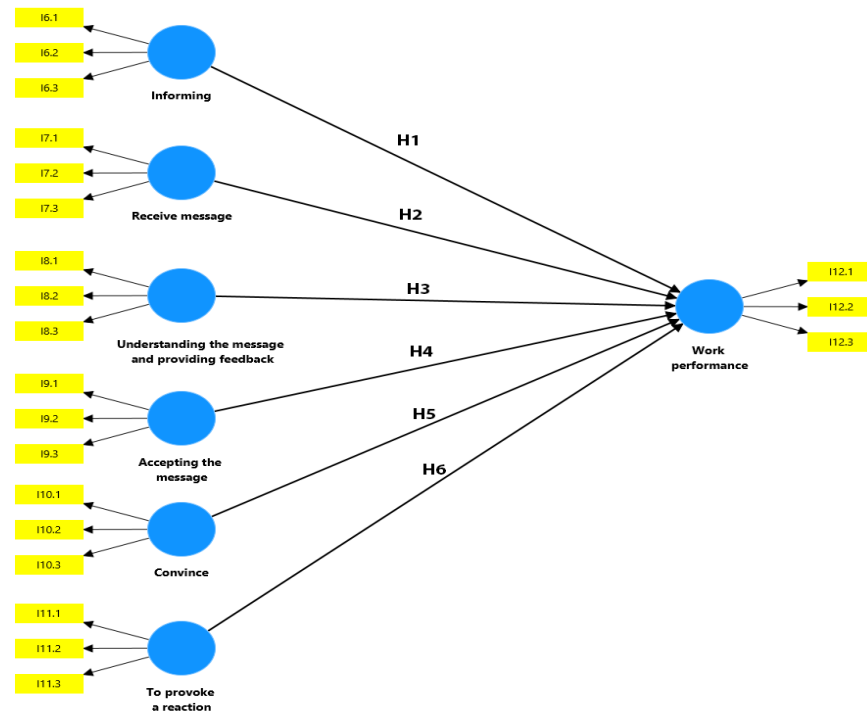 I6.1
I6.2
I6.3
Informing
H1
I7.1
I7.2
I7.3
Receive message
H2
I8.1
I8.2
I8.3
Understanding the message
and providing feedback
H3
I9.1
I9.2
I9.3
Accepting the
message
H4
I10.1
I10.2
I10.3
Convince
H5
I11.1
I11.2
I11.3
To provoke
a reaction
H6
I12.1
I12.2
I12.3
Work
performance